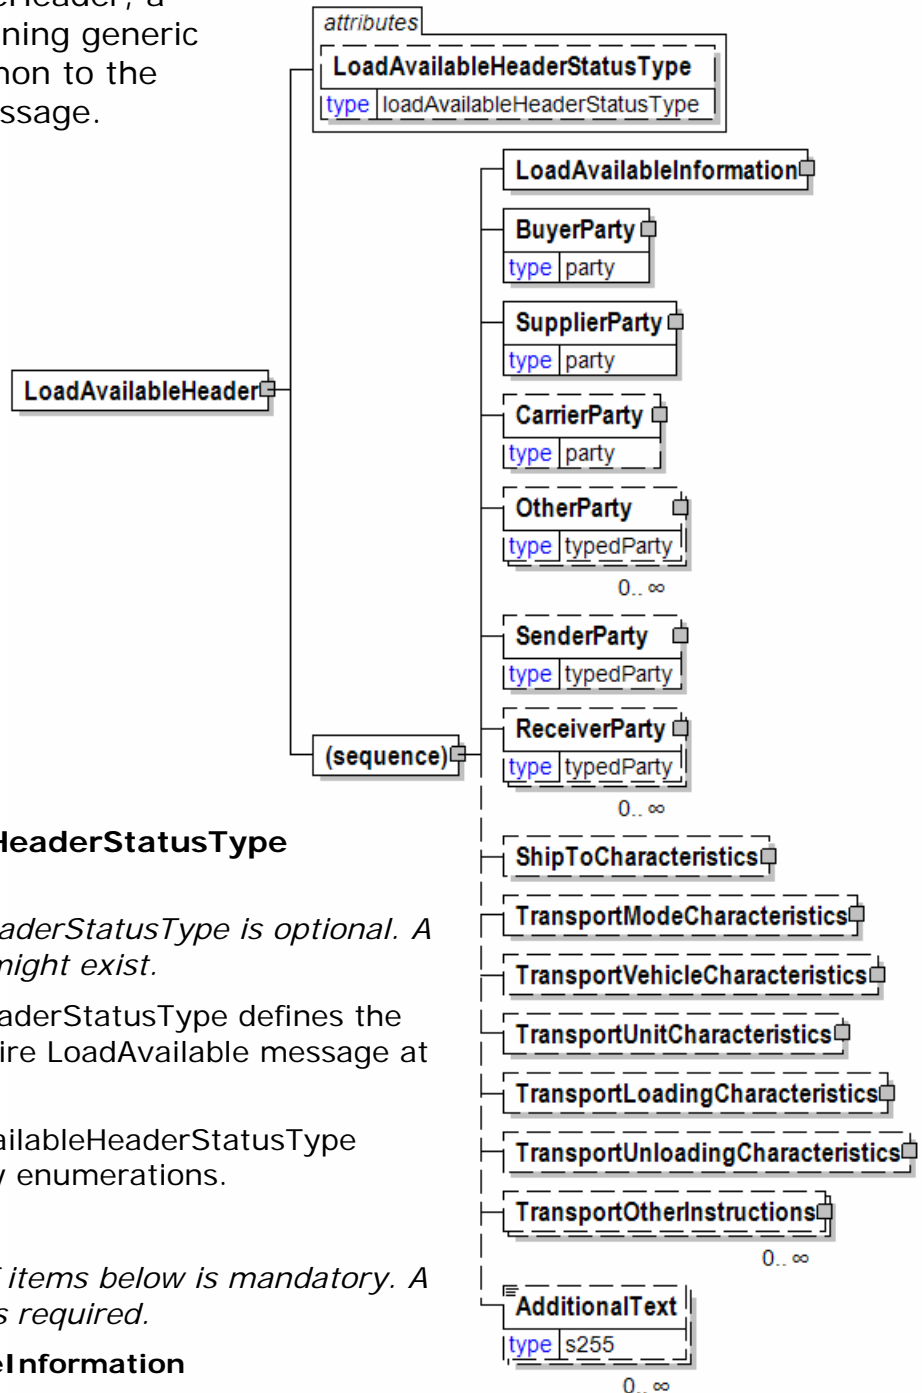 attributes
ning generic
LoadAvailableHeaderStatusType
type loadAvailableHeaderStatusType
ssage.
LoadAvailableInformation
BuyerParty
type party
SupplierParty
type party
LoadAvailableHeader
CarrierParty
type party
OtherParty
type typedParty
0.. ∞
SenderParty
type typedParty
(sequence)
ReceiverParty
type typedParty
0.. ∞
HeaderStatusType
ShipToCharacteristics
aderStatusType is optional. A
might exist.
TransportModeCharacteristics
TransportVehicleCharacteristics
aderStatusType defines the
ire LoadAvailable message at
TransportUnitCharacteristics
TransportLoadingCharacteristics
ailableHeaderStatusType
y enumerations.
TransportUnloadingCharacteristics
TransportOtherInstructions
0.. ∞
items below is mandatory. A
s required.
AdditionalText
type s255
eInformation
0.. ∞